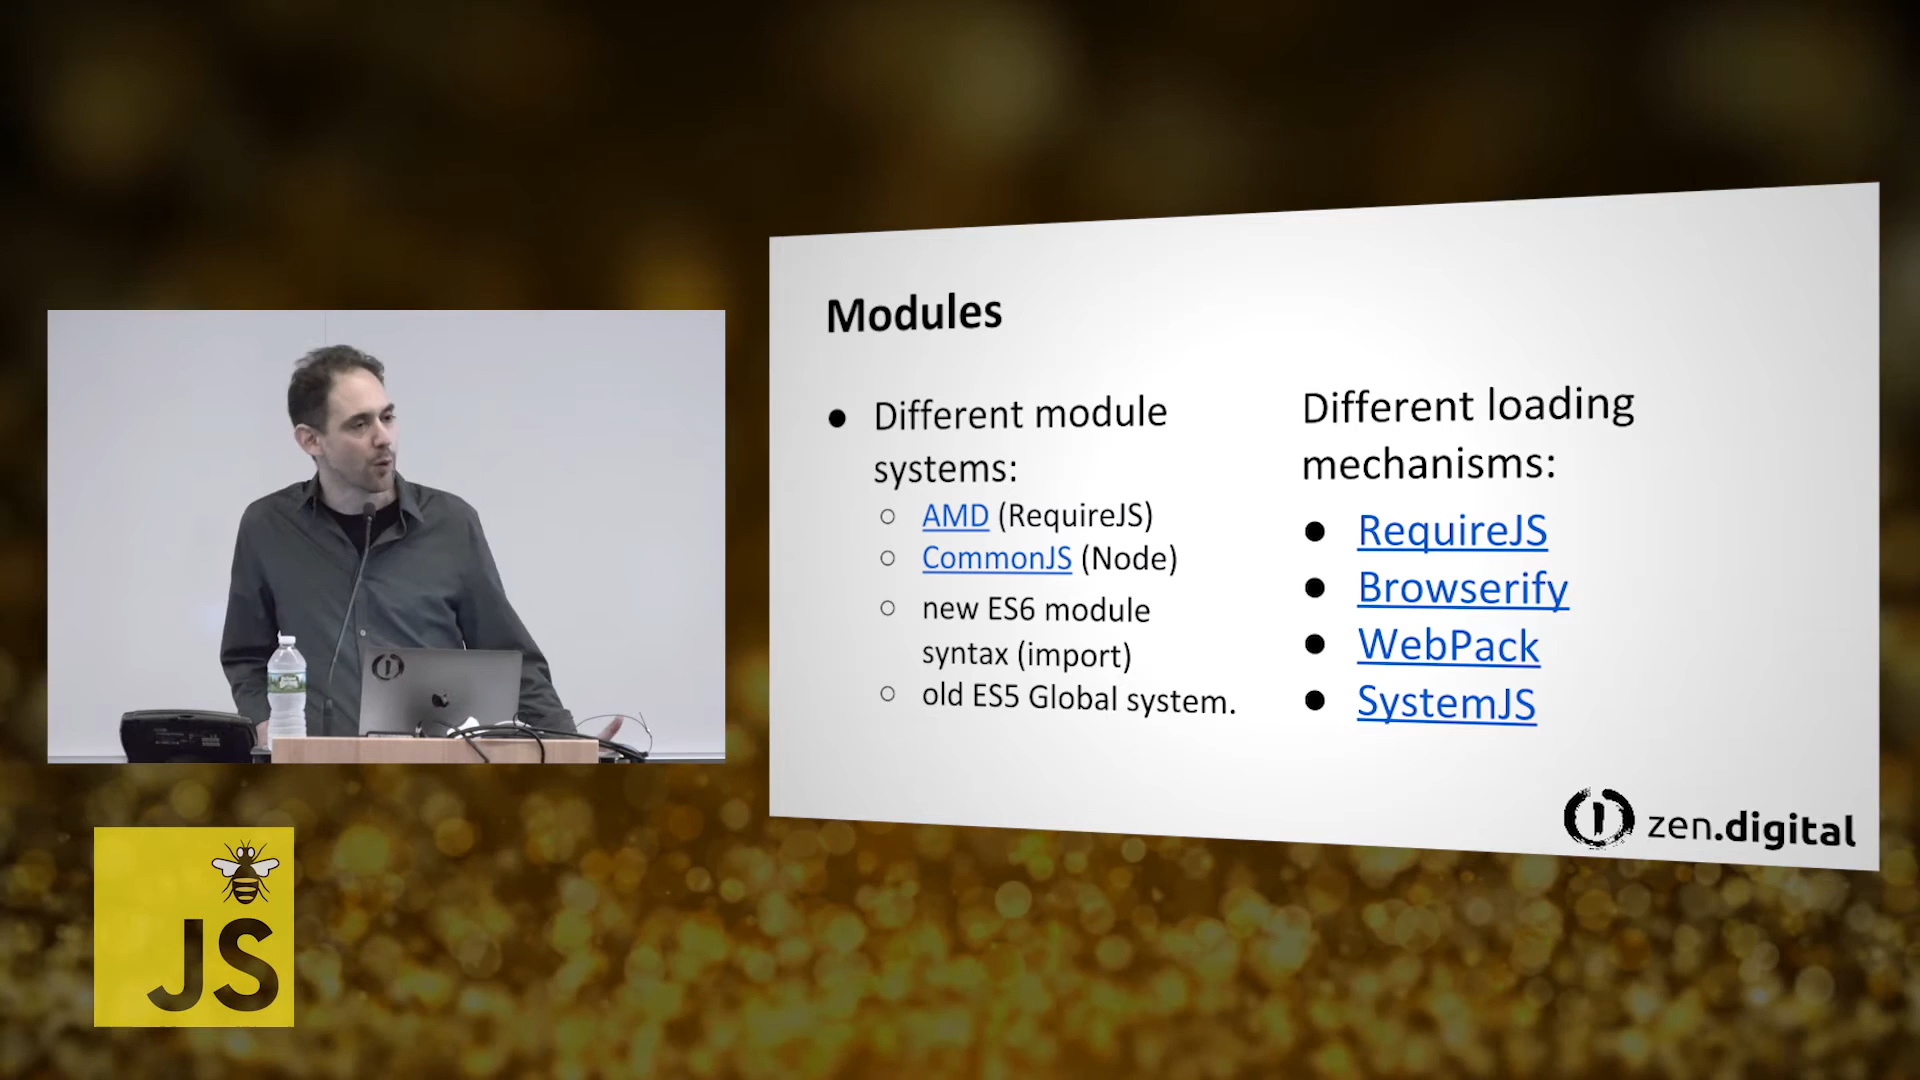 Modules
● Different module
systems:
○ AMD (RequireJS)
○ CommonJS (Node)
○ new ES6 module
syntax (import)
○ old ES5 Global system.
Different loading
mechanisms:
● RequireJS
● Browserify
● WebPack
● SystemJS
zen.digital
JS